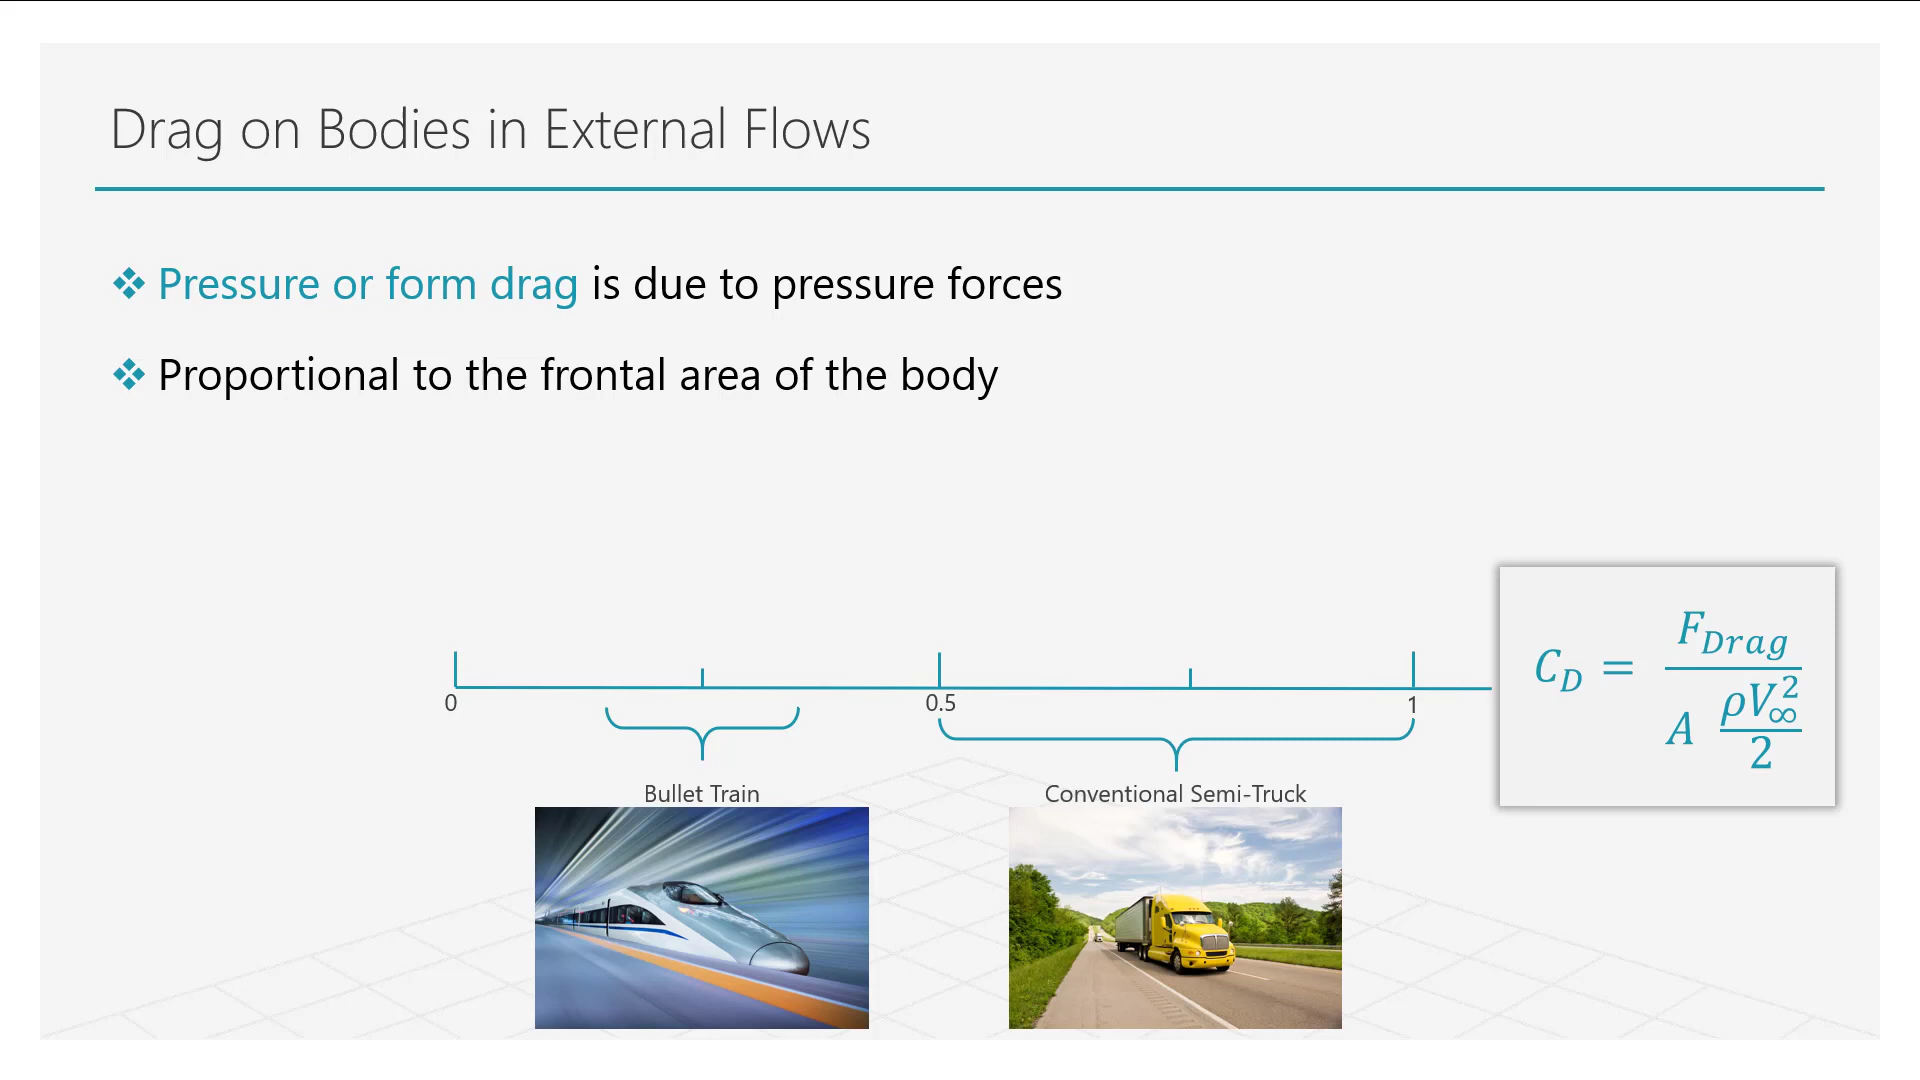 Drag on Bodies in External Flows
❖ Pressure or form drag is due to pressure forces
❖ Proportional to the frontal area of the body
0 0.5 1
Bullet Train Conventional Semi-Truck
C_D = F_Drag / (A ρV_∞^2 / 2)